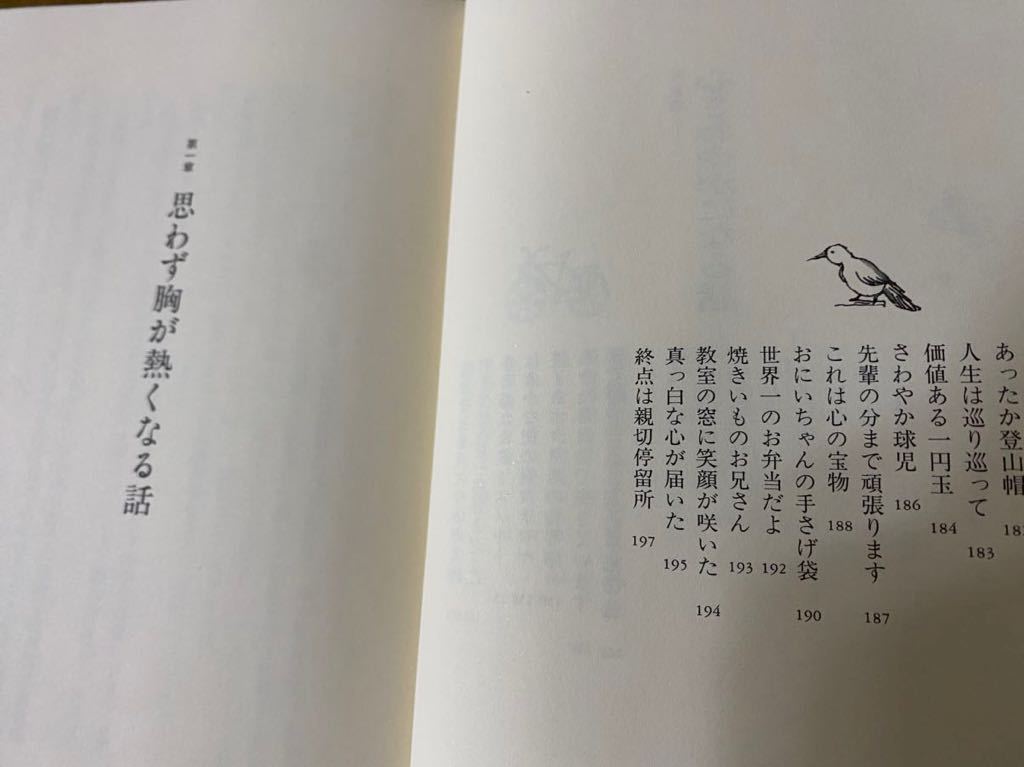 あったか登山帽
人生は巡り巡って 183
価値ある一円玉 184
さわやか球児 186
先輩の分まで頑張ります 187
これは心の宝物 188
おにいちゃんの手さげ袋 190
世界一のお弁当だよ 192
焼きいものお兄さん 193
教室の窓に笑顔が咲いた 194
真っ白な心が届いた 195
終点は親切停留所 197
第一章
思わず胸が熱くなる話